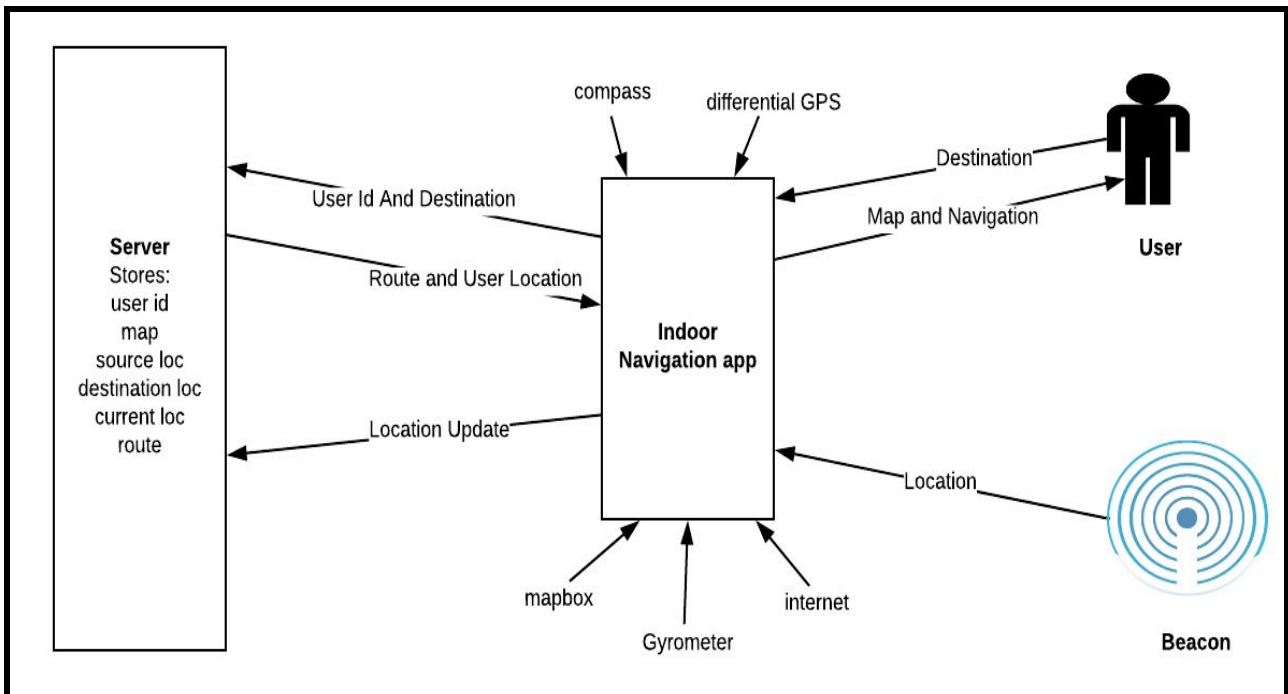 compass
differential GPS
Destination
User Id And Destination
Map and Navigation
User
Server
Stores:
user id
map
source loc
destination loc
current loc
route
Route and User Location
Indoor
Navigation app
Location Update
Location
mapbox
Gyrometer
internet
Beacon